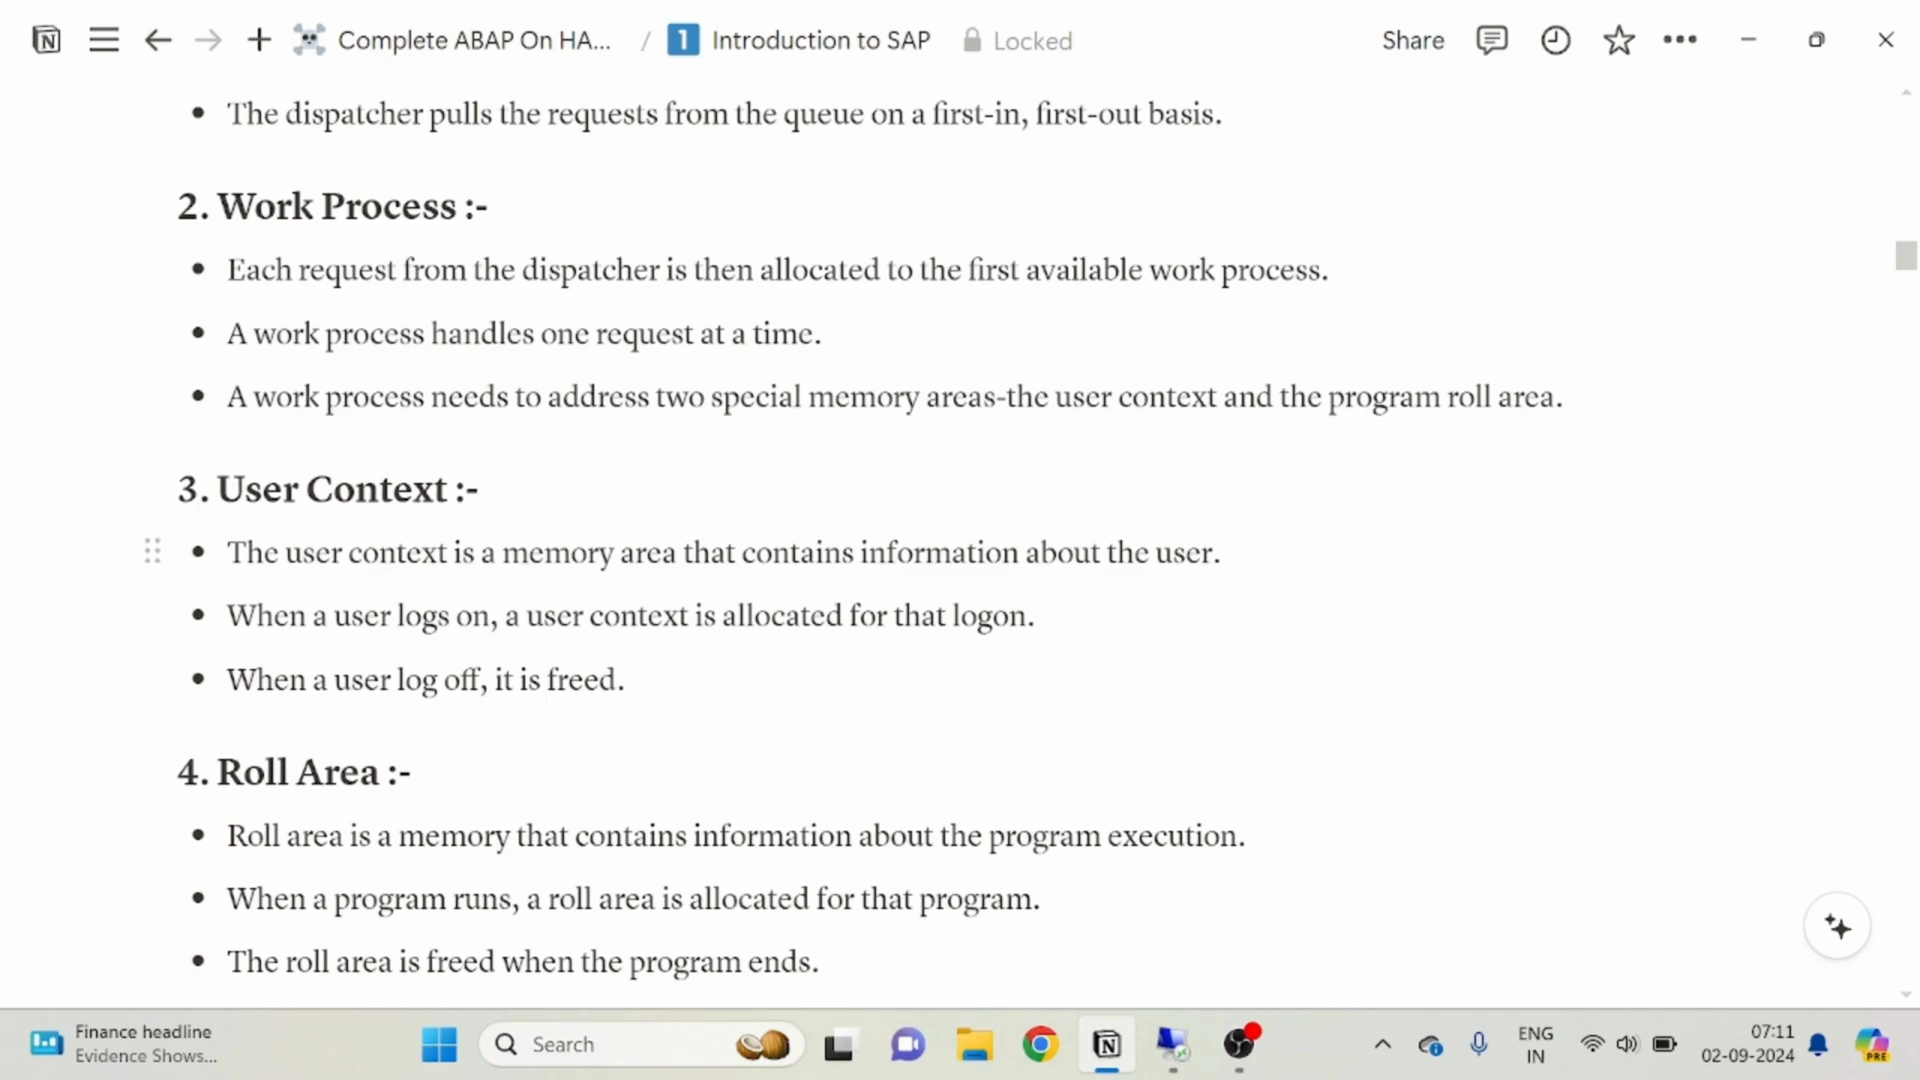 Complete ABAP On HA... / 1 Introduction to SAP Locked Share
• The dispatcher pulls the requests from the queue on a first-in, first-out basis.
2. Work Process :-
• Each request from the dispatcher is then allocated to the first available work process.
• A work process handles one request at a time.
• A work process needs to address two special memory areas-the user context and the program roll area.
3. User Context :-
• The user context is a memory area that contains information about the user.
• When a user logs on, a user context is allocated for that logon.
• When a user log off, it is freed.
4. Roll Area :-
• Roll area is a memory that contains information about the program execution.
• When a program runs, a roll area is allocated for that program.
• The roll area is freed when the program ends.
Finance headline
Evidence Shows...
Search
ENG
IN
07:11
02-09-2024
PRE